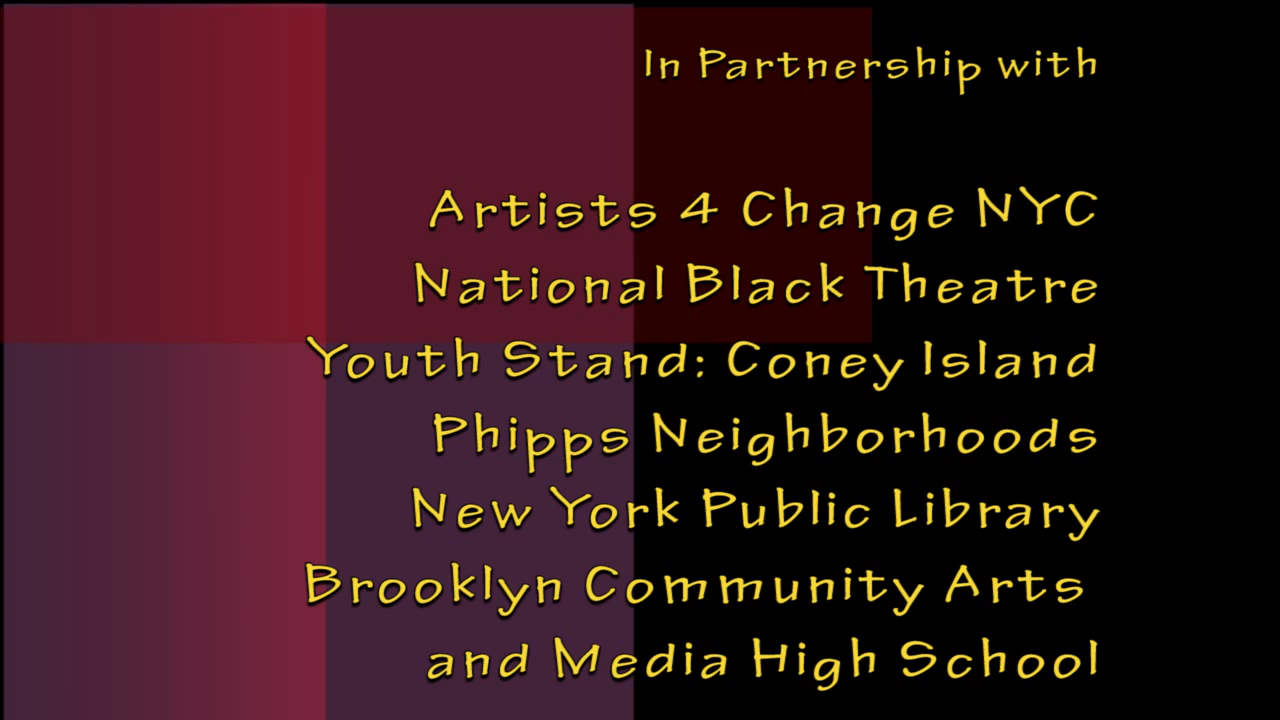 In Partnership with
Artists 4 Change NYC
National Black Theatre
Youth Stand: Coney Island
Phipps Neighborhoods
New York Public Library
Brooklyn Community Arts
and Media High School